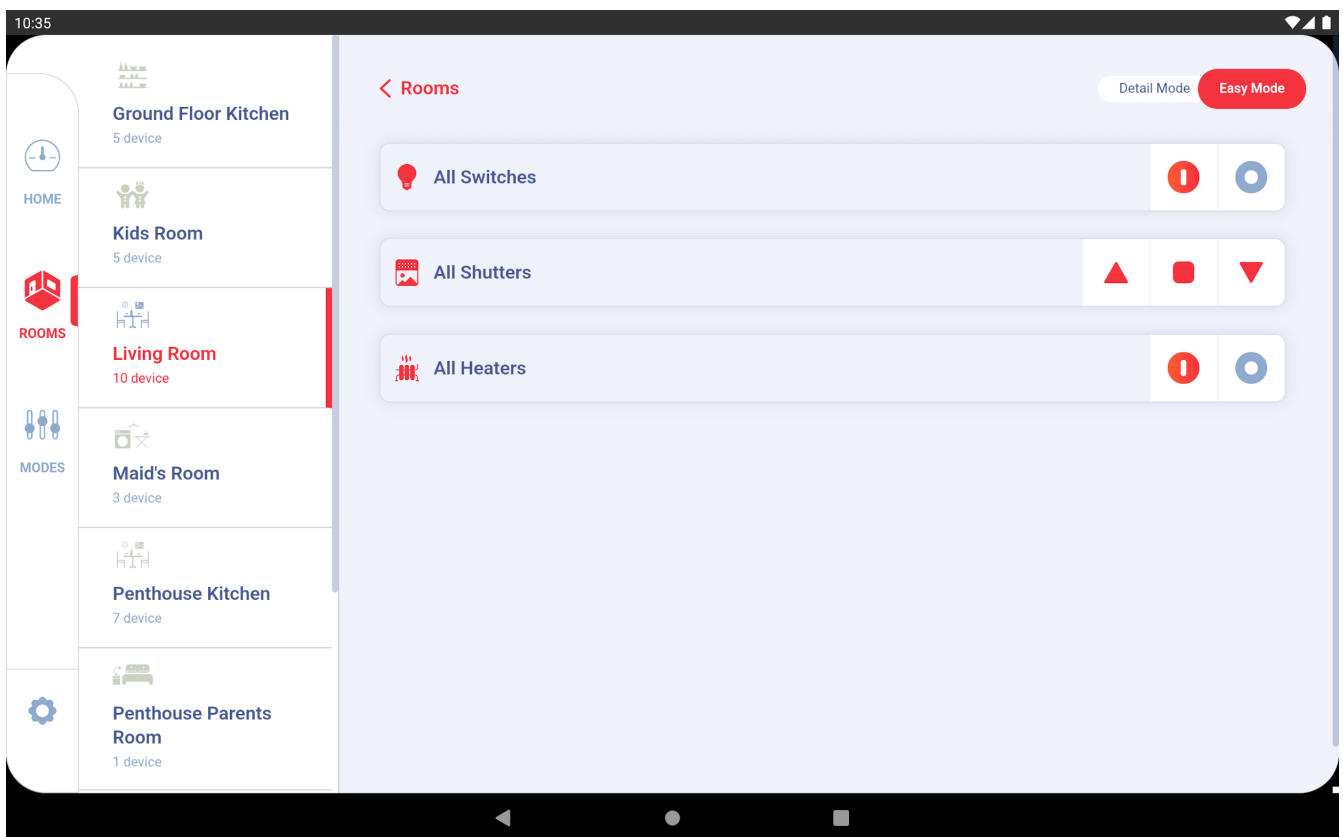 10:35
HOME
ROOMS
MODES
Ground Floor Kitchen
5 device
Kids Room
5 device
Living Room
10 device
Maid's Room
3 device
Penthouse Kitchen
7 device
Penthouse Parents
Room
1 device
Rooms
Detail Mode
Easy Mode
All Switches
All Shutters
All Heaters